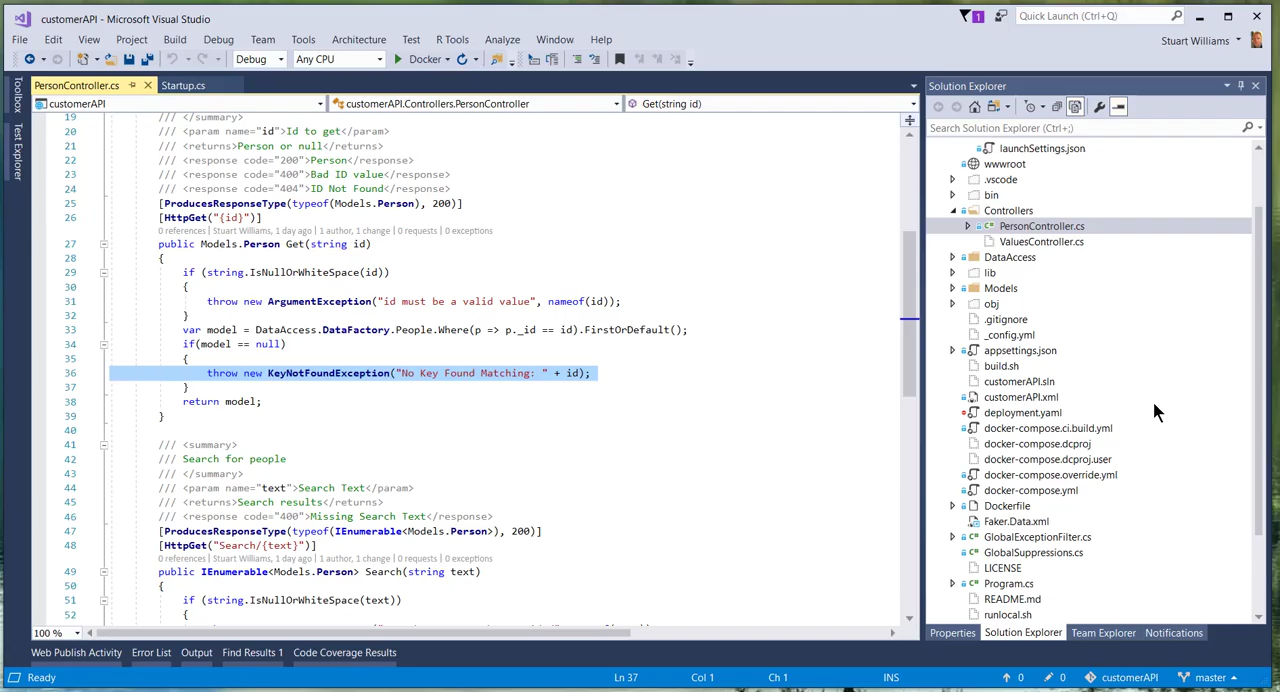 customerAPI - Microsoft Visual Studio
1
Quick Launch (Ctrl+Q)
File Edit View Project Build Debug Team Tools Architecture Test R Tools Analyze Window Help
Stuart Williams
Debug Any CPU Docker
PersonController.cs Startup.cs
customerAPI customerAPI.Controllers.PersonController Get(string id)
Toolbox
Test Explorer
19 /// </summary>
20 /// <param name="id">Id to get</param>
21 /// <returns>Person or null</returns>
22 /// <response code="200">Person</response>
23 /// <response code="400">Bad ID value</response>
24 /// <response code="404">ID Not Found</response>
25 [ProducesResponseType(typeof(Models.Person), 200)]
26 [HttpGet("{id}")]
0 references | Stuart Williams, 1 day ago | 1 author, 1 change | 0 requests | 0 exceptions
27 public Models.Person Get(string id)
28 {
29 if (string.IsNullOrWhiteSpace(id))
30 {
31 throw new ArgumentException("id must be a valid value", nameof(id));
32 }
33 var model = DataAccess.DataFactory.People.Where(p => p._id == id).FirstOrDefault();
34 if(model == null)
35 {
36 throw new KeyNotFoundException("No Key Found Matching: " + id);
37 }
38 return model;
39 }
40
41 /// <summary>
42 /// Search for people
43 /// </summary>
44 /// <param name="text">Search Text</param>
45 /// <returns>Search results</returns>
46 /// <response code="400">Missing Search Text</response>
47 [ProducesResponseType(typeof(IEnumerable<Models.Person>), 200)]
48 [HttpGet("Search/{text}")]
0 references | Stuart Williams, 1 day ago | 1 author, 1 change | 0 requests | 0 exceptions
49 public IEnumerable<Models.Person> Search(string text)
50 {
51 if (string.IsNullOrWhiteSpace(text))
52 {
100 %
Solution Explorer
Search Solution Explorer (Ctrl+;)
launchSettings.json
wwwroot
.vscode
bin
Controllers
PersonController.cs
ValuesController.cs
DataAccess
lib
Models
obj
.gitignore
_config.yml
appsettings.json
build.sh
customerAPI.sln
customerAPI.xml
deployment.yaml
docker-compose.ci.build.yml
docker-compose.dcproj
docker-compose.dcproj.user
docker-compose.override.yml
docker-compose.yml
Dockerfile
Faker.Data.xml
GlobalExceptionFilter.cs
GlobalSuppressions.cs
LICENSE
Program.cs
README.md
runlocal.sh
Properties Solution Explorer Team Explorer Notifications
Web Publish Activity Error List Output Find Results 1 Code Coverage Results
Ready Ln 37 Col 1 Ch 1 INS 0 0 customerAPI master